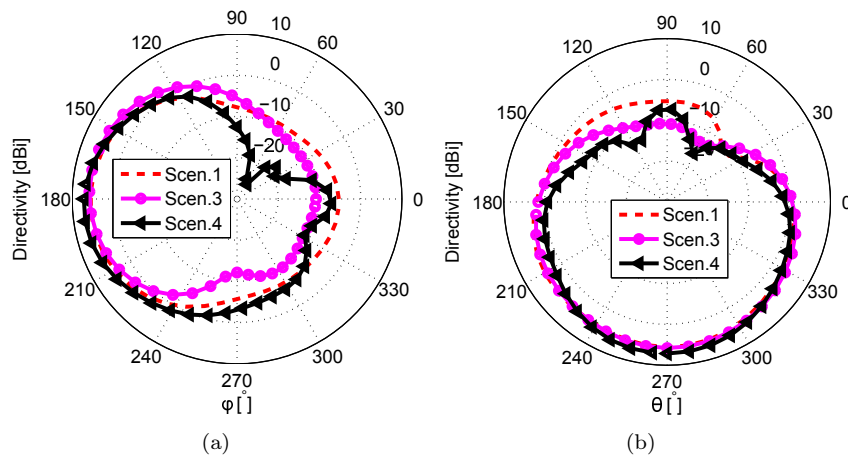 90
10
120
60
0
150
30
−10
−20
Directivity [dBi]
Scen.1
Scen.3
Scen.4
180
0
210
330
240
300
270
φ [°]
(a)
90
10
120
60
0
150
30
−10
Directivity [dBi]
180
0
Scen.1
Scen.3
Scen.4
210
330
240
300
270
θ [°]
(b)